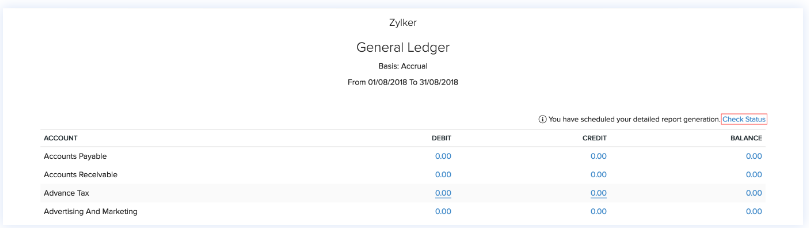 Zylker
General Ledger
Basis: Accrual
From 01/08/2018 To 31/08/2018
You have scheduled your detailed report generation. Check Status
ACCOUNT DEBIT CREDIT BALANCE
Accounts Payable 0.00 0.00 0.00
Accounts Receivable 0.00 0.00 0.00
Advance Tax 0.00 0.00 0.00
Advertising And Marketing 0.00 0.00 0.00